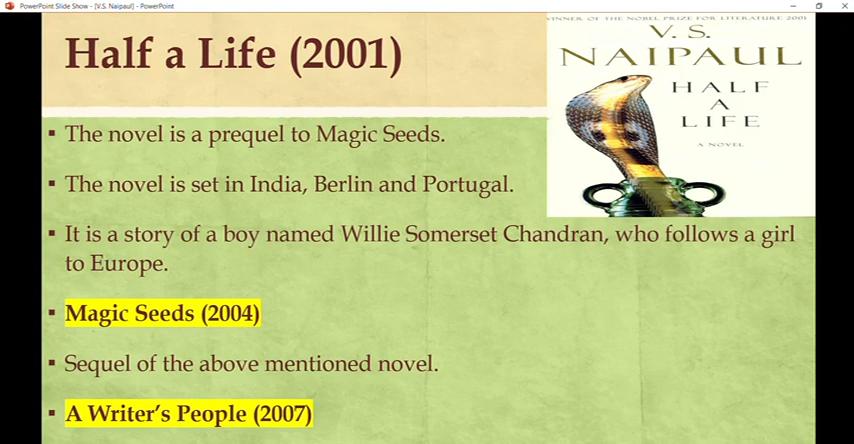 PowerPoint Slide Show - [V.S. Naipaul] - PowerPoint
Half a Life (2001)
WINNER OF THE NOBEL PRIZE FOR LITERATURE 2001
V. S.
NAIPAUL
HALF
A
LIFE
A NOVEL
▪ The novel is a prequel to Magic Seeds.
▪ The novel is set in India, Berlin and Portugal.
▪ It is a story of a boy named Willie Somerset Chandran, who follows a girl
to Europe.
▪ Magic Seeds (2004)
▪ Sequel of the above mentioned novel.
▪ A Writer's People (2007)